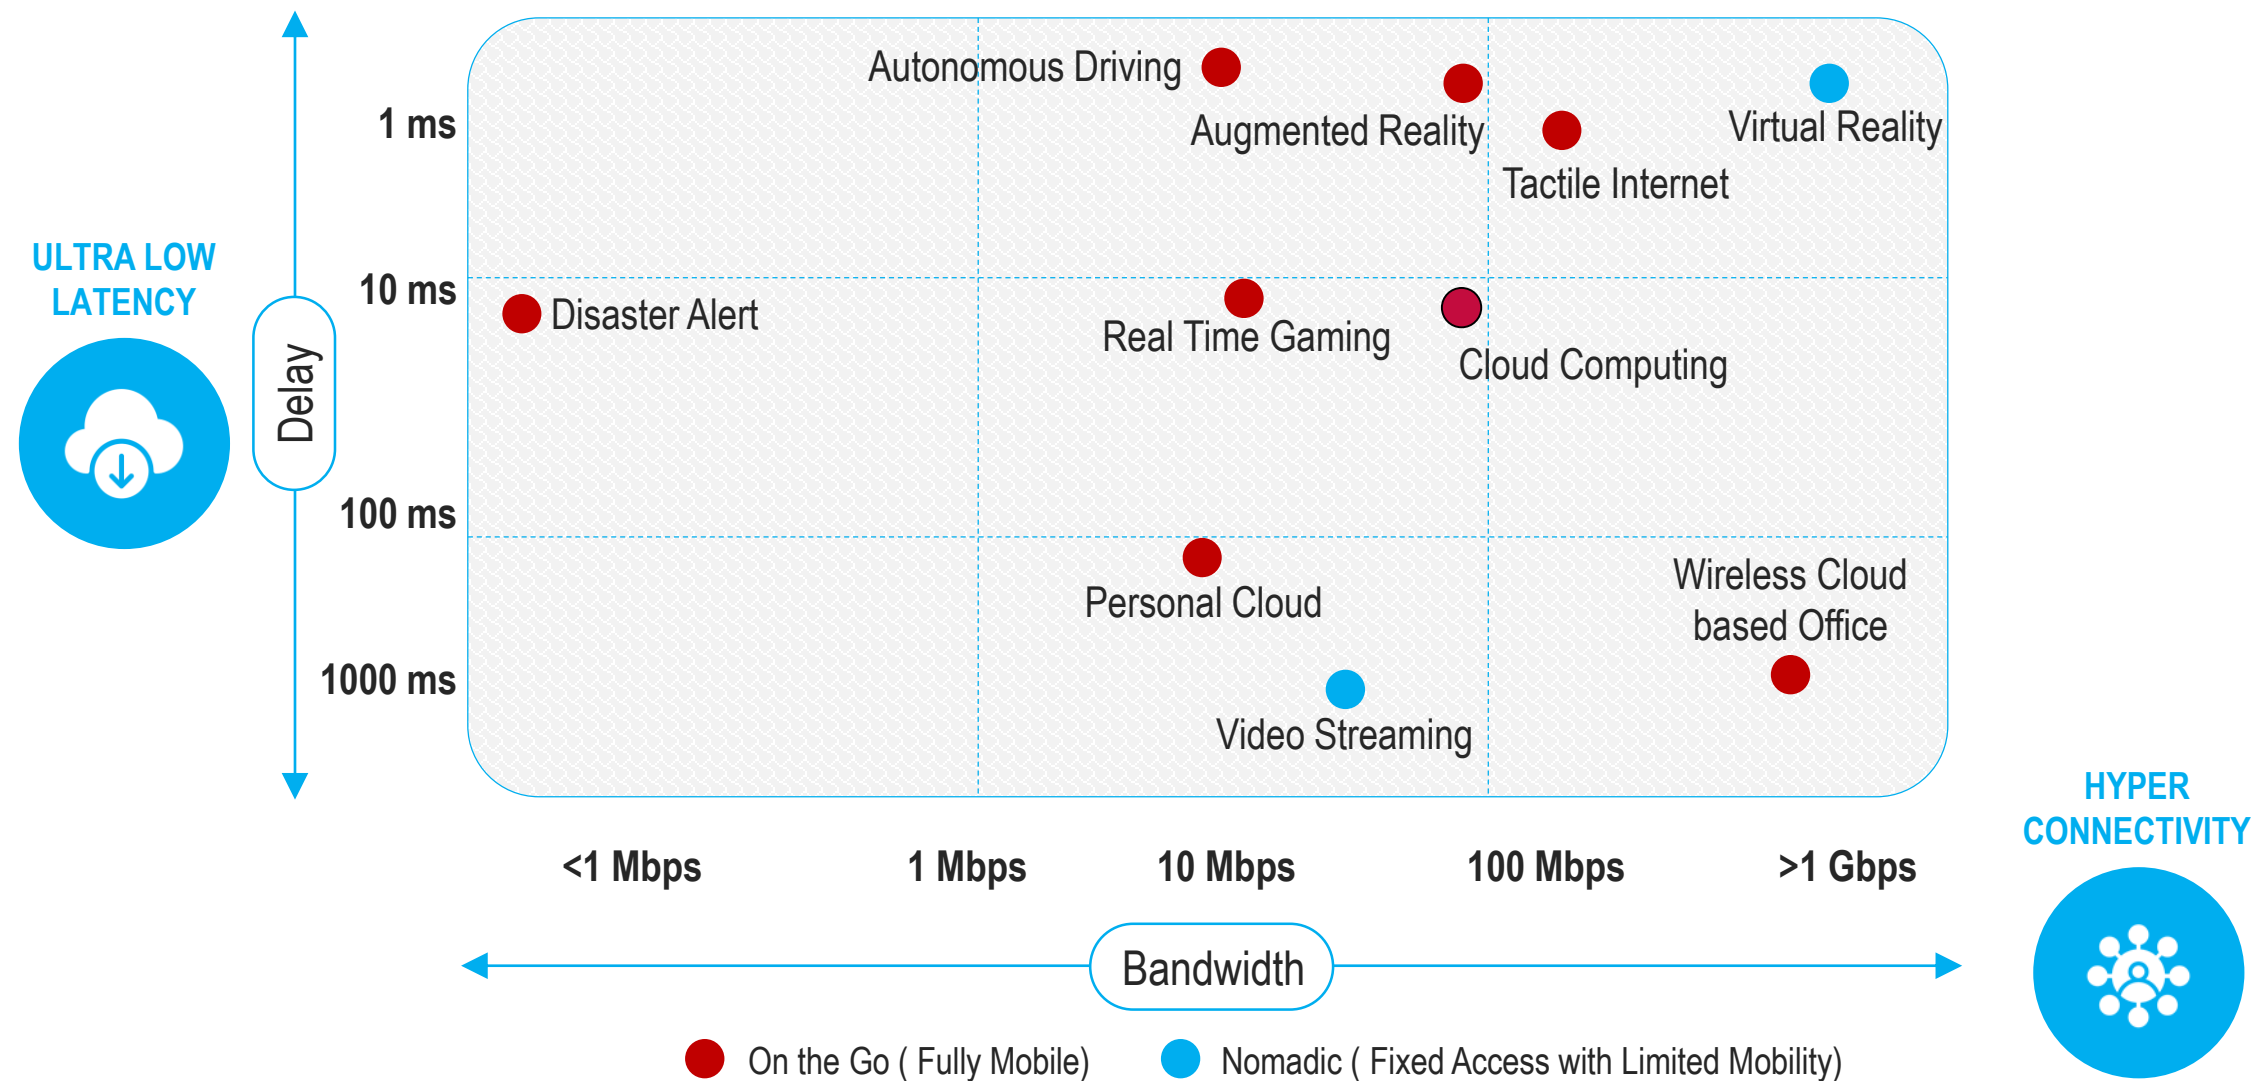 Autonomous Driving
Augmented Reality
Tactile Internet
Virtual Reality
1 ms
ULTRA LOW
LATENCY
Delay
10 ms
Disaster Alert
Real Time Gaming
Cloud Computing
100 ms
Personal Cloud
Wireless Cloud
based Office
1000 ms
Video Streaming
HYPER
CONNECTIVITY
<1 Mbps
1 Mbps
10 Mbps
100 Mbps
>1 Gbps
Bandwidth
On the Go ( Fully Mobile)
Nomadic ( Fixed Access with Limited Mobility)